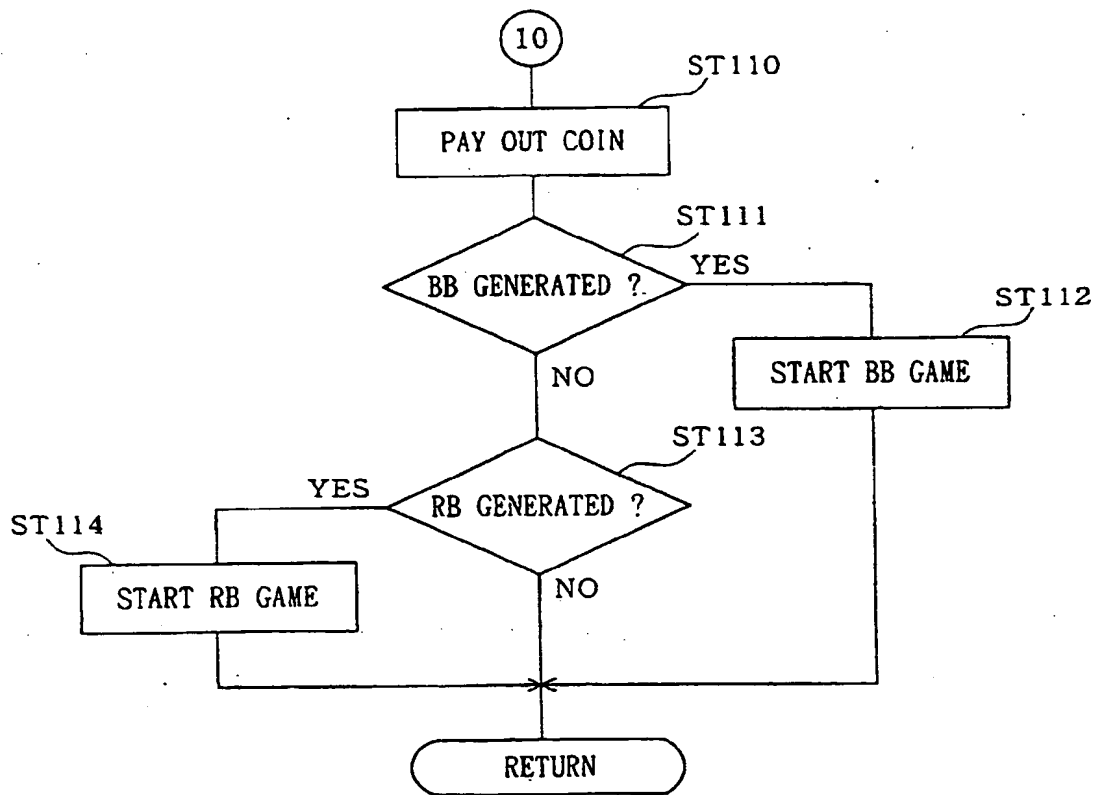 10
ST110
PAY OUT COIN
ST111
BB GENERATED ?
YES
ST112
START BB GAME
NO
ST113
RB GENERATED ?
YES
ST114
START RB GAME
NO
RETURN